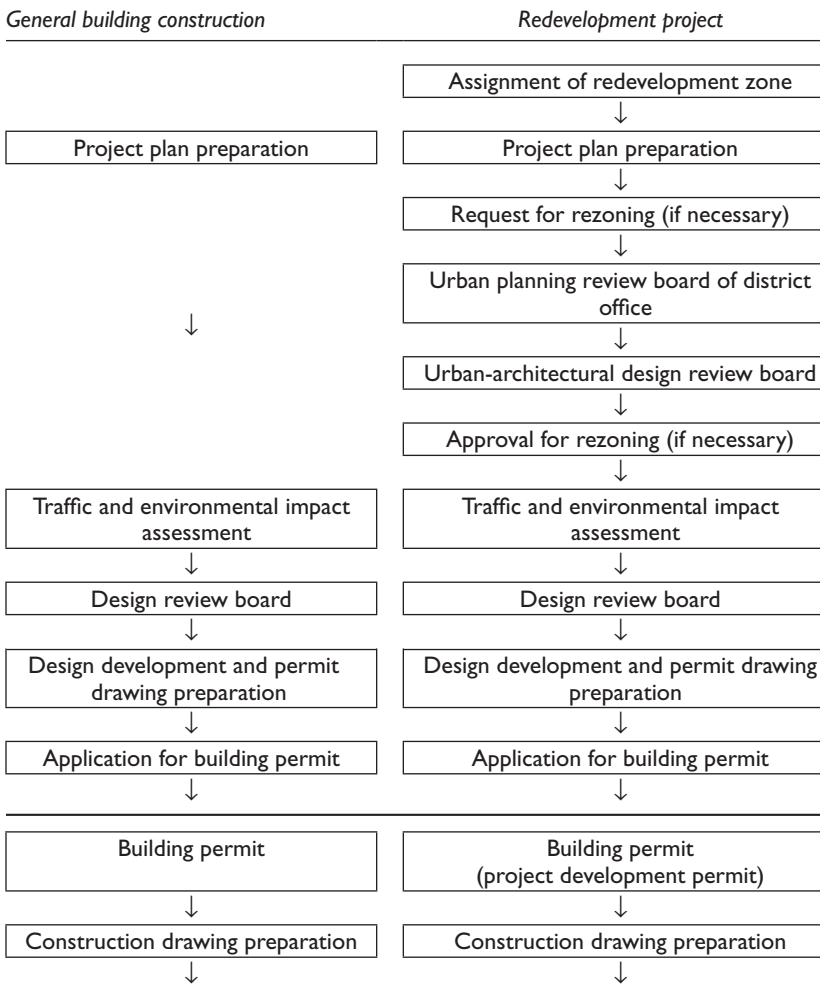 General building construction
Redevelopment project
Assignment of redevelopment zone
↓
Project plan preparation
Project plan preparation
↓
Request for rezoning (if necessary)
↓
Urban planning review board of district
office
↓
↓
Urban-architectural design review board
↓
Approval for rezoning (if necessary)
↓
Traffic and environmental impact
assessment
Traffic and environmental impact
assessment
↓
↓
Design review board
Design review board
↓
↓
Design development and permit
drawing preparation
Design development and permit drawing
preparation
↓
↓
Application for building permit
Application for building permit
↓
↓
Building permit
Building permit
(project development permit)
↓
↓
Construction drawing preparation
Construction drawing preparation
↓
↓